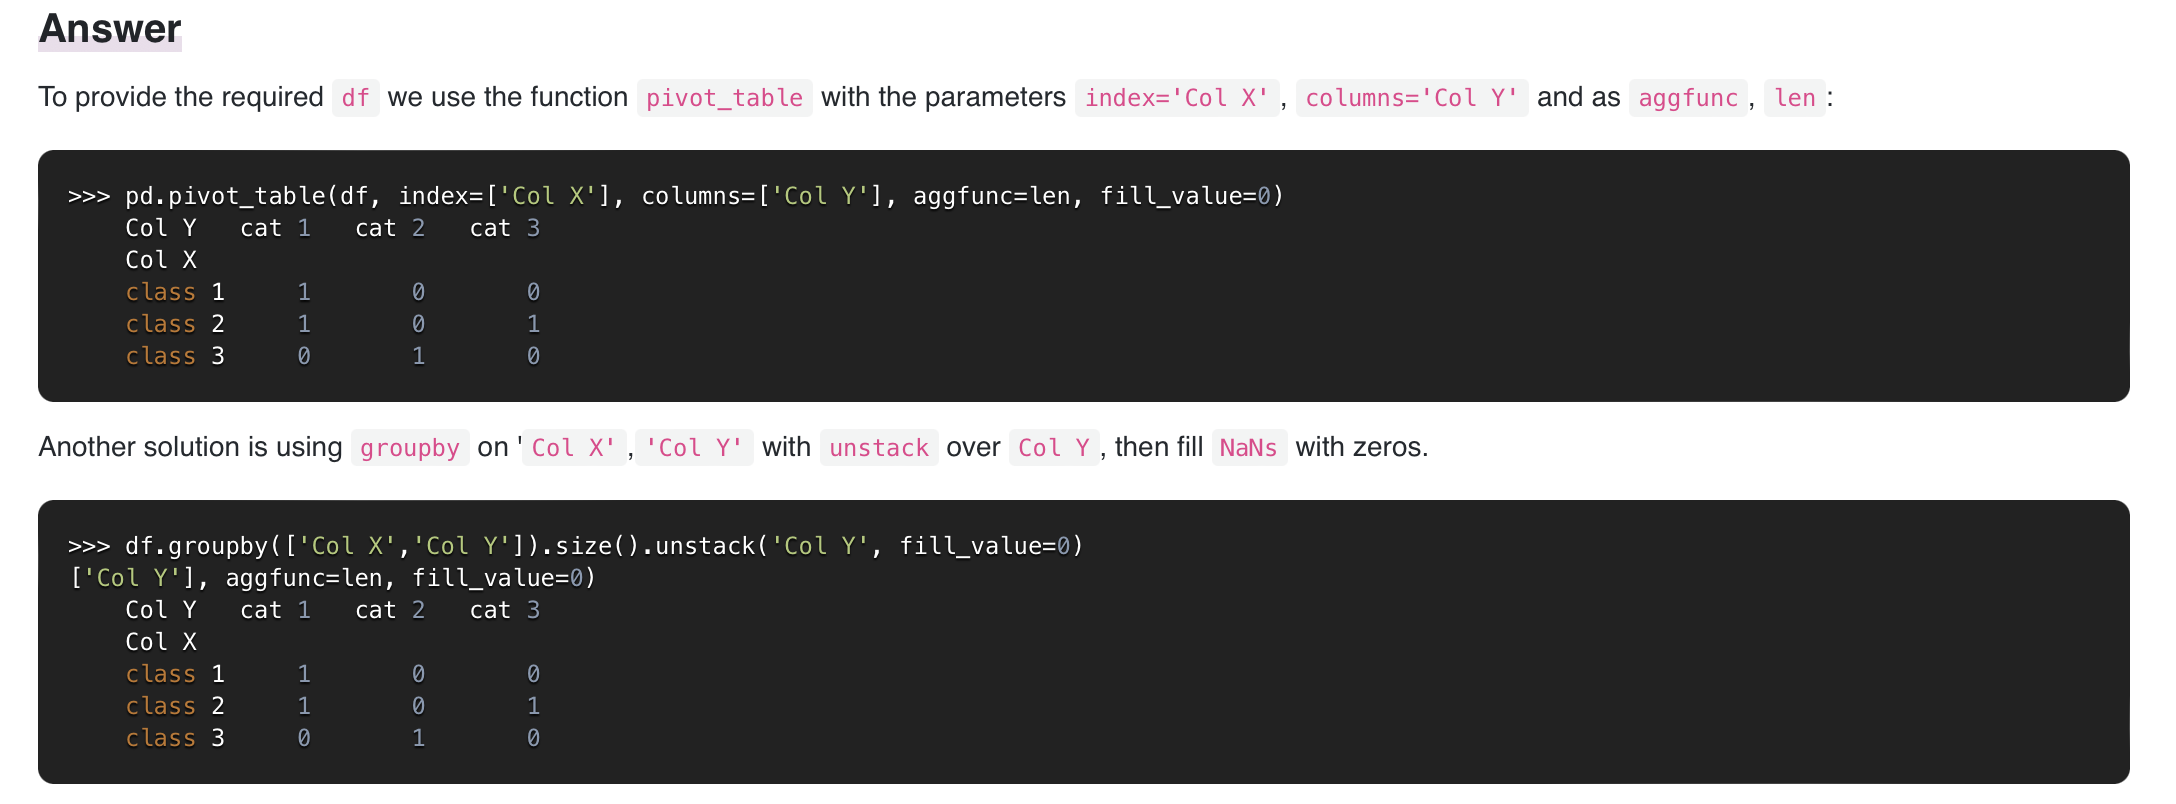 Answer
To provide the required df we use the function pivot_table with the parameters index='Col X', columns='Col Y' and as aggfunc, len:
>>> pd.pivot_table(df, index=['Col X'], columns=['Col Y'], aggfunc=len, fill_value=0)
    Col Y   cat 1   cat 2   cat 3
    Col X
    class 1     1       0       0
    class 2     1       0       1
    class 3     0       1       0
Another solution is using groupby on 'Col X','Col Y' with unstack over Col Y, then fill NaNs with zeros.
>>> df.groupby(['Col X','Col Y']).size().unstack('Col Y', fill_value=0)
['Col Y'], aggfunc=len, fill_value=0)
    Col Y   cat 1   cat 2   cat 3
    Col X
    class 1     1       0       0
    class 2     1       0       1
    class 3     0       1       0